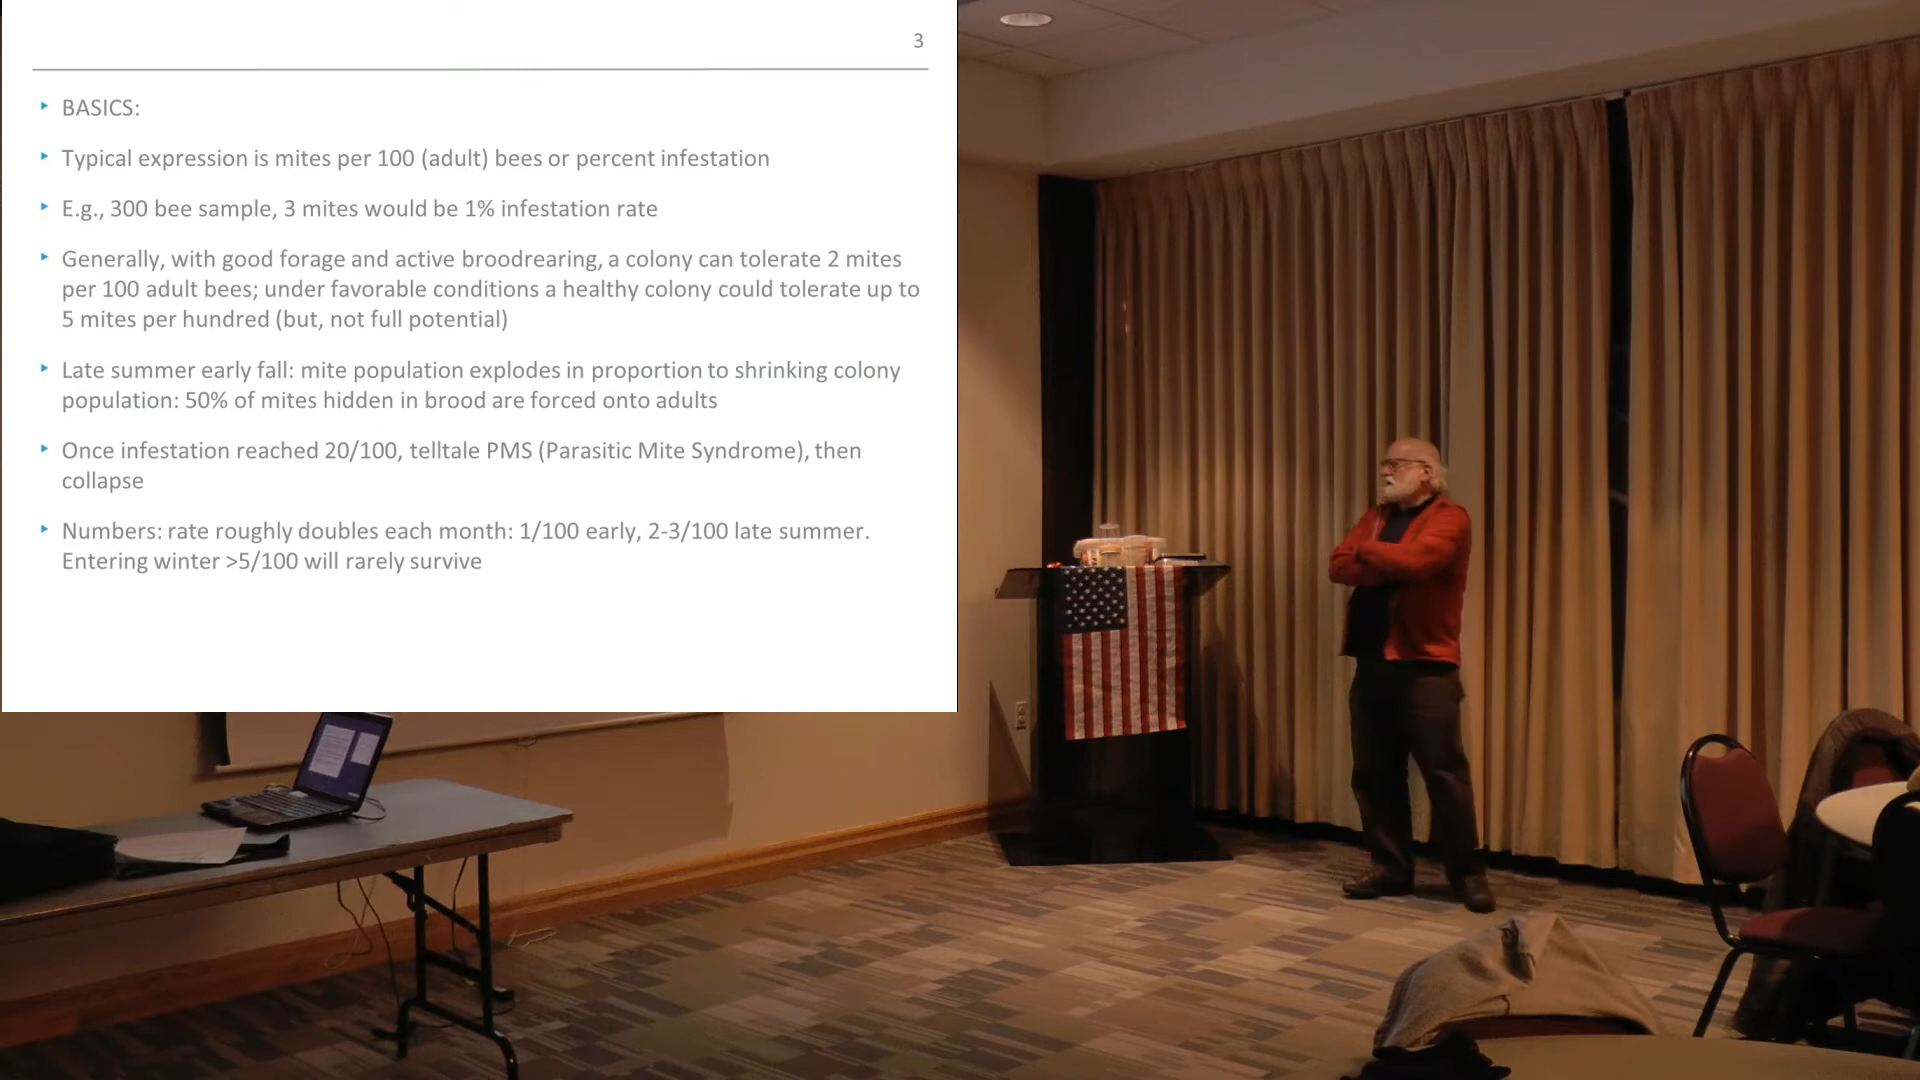 3
BASICS:
Typical expression is mites per 100 (adult) bees or percent infestation
E.g., 300 bee sample, 3 mites would be 1% infestation rate
Generally, with good forage and active broodrearing, a colony can tolerate 2 mites
per 100 adult bees; under favorable conditions a healthy colony could tolerate up to
5 mites per hundred (but, not full potential)
Late summer early fall: mite population explodes in proportion to shrinking colony
population: 50% of mites hidden in brood are forced onto adults
Once infestation reached 20/100, telltale PMS (Parasitic Mite Syndrome), then
collapse
Numbers: rate roughly doubles each month: 1/100 early, 2-3/100 late summer.
Entering winter >5/100 will rarely survive